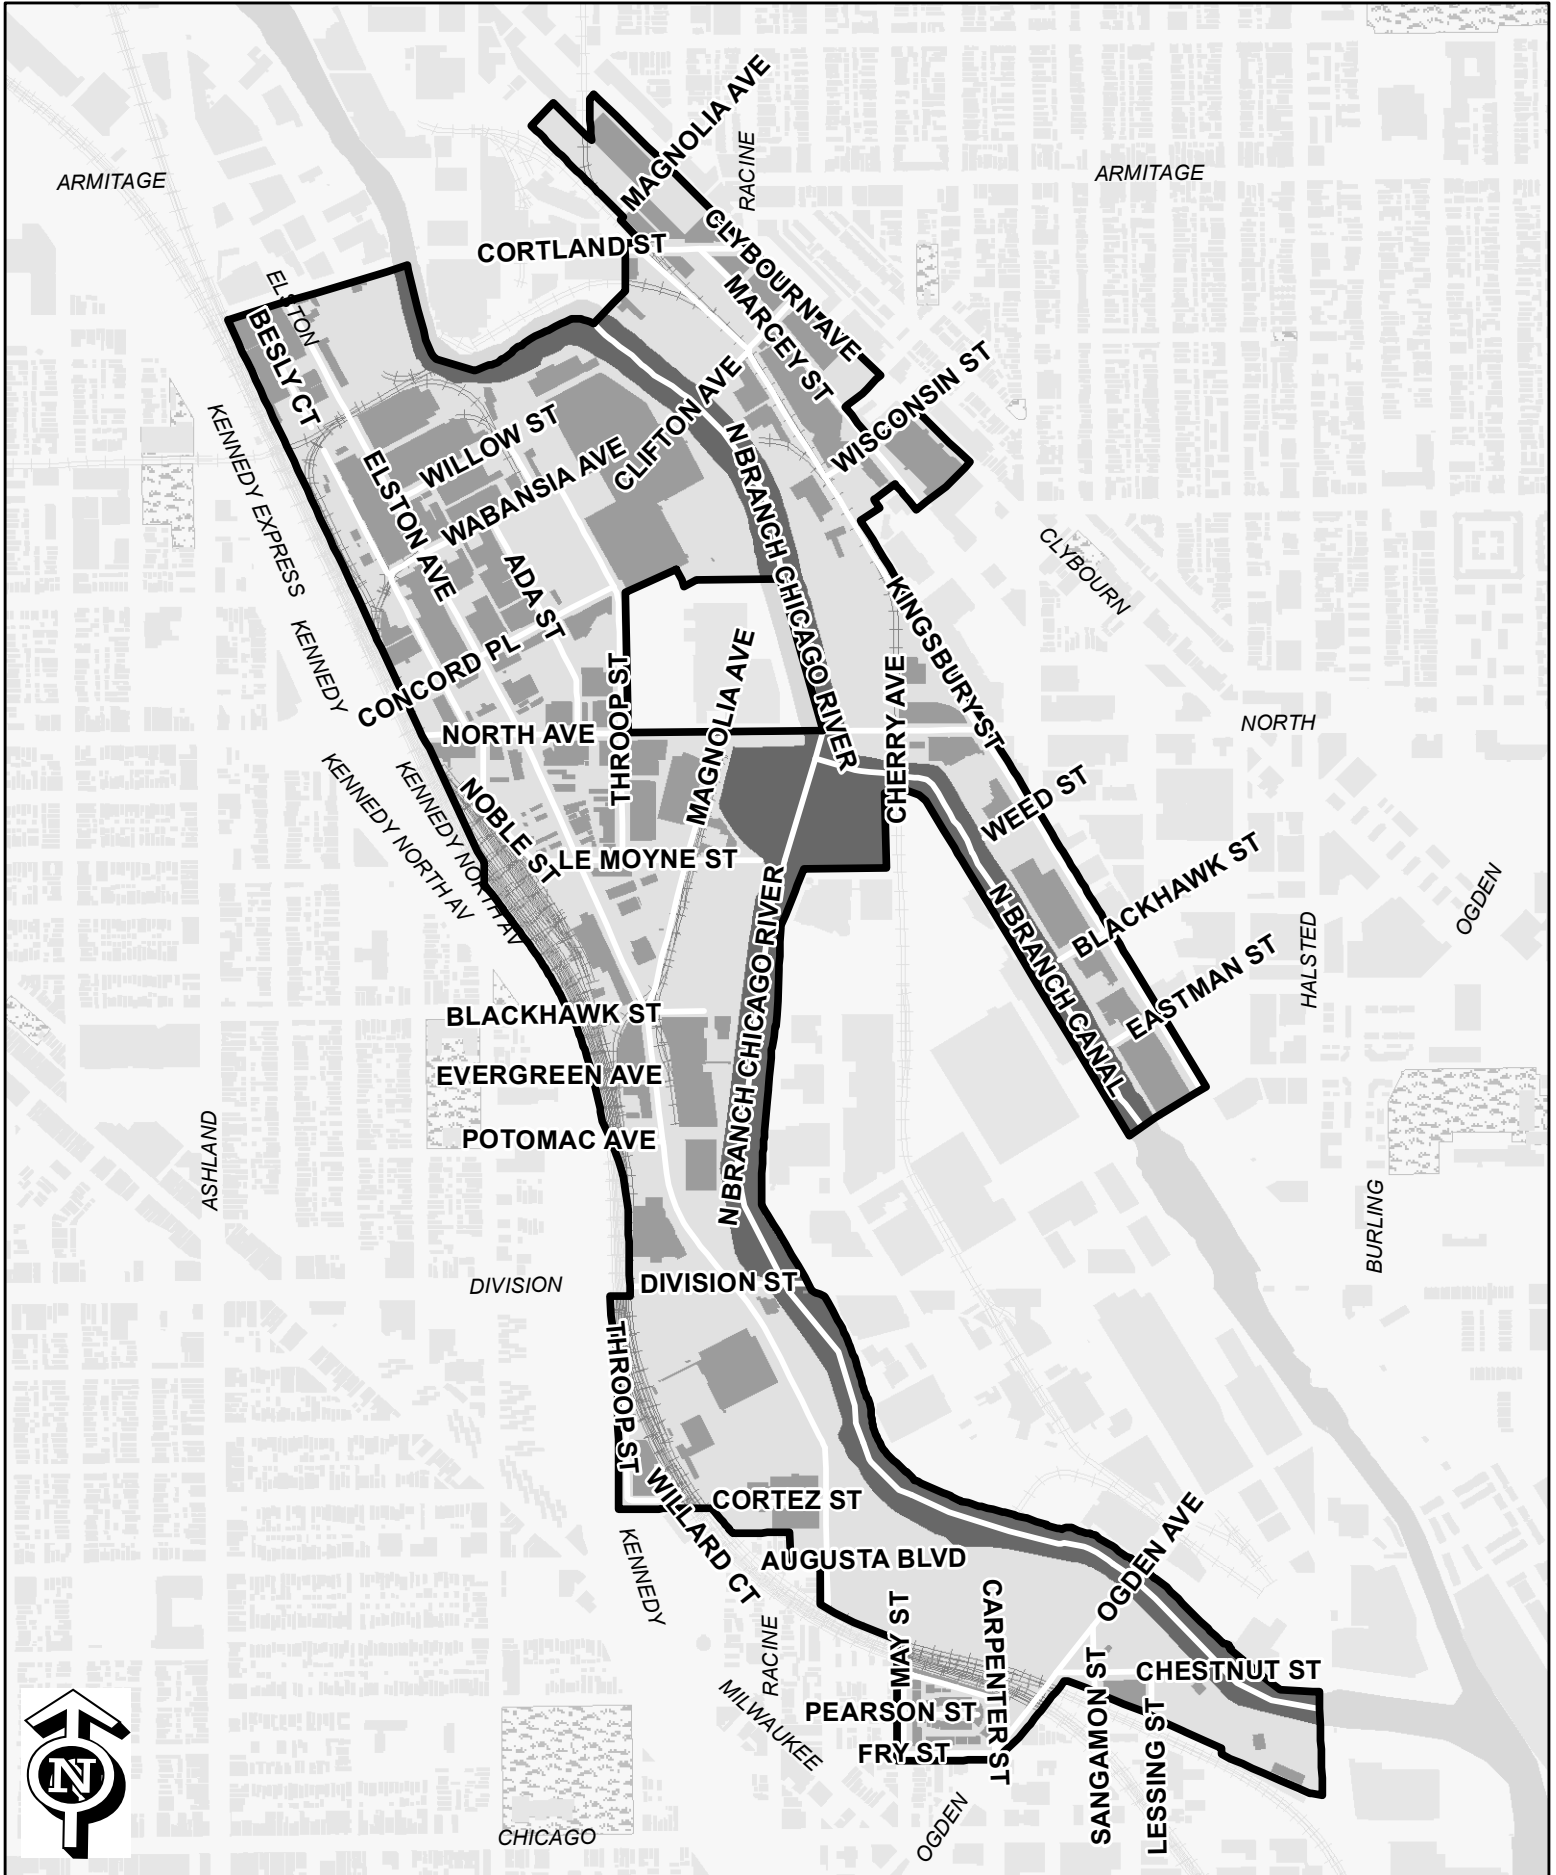 MAGNOLIA AVE
RACINE
ARMITAGE
ARMITAGE
CLYBOURN AVE
CORTLAND ST
MARCEY ST
ELSTON
BESLY CT
WISCONSIN ST
CLIFTON AVE
WILLOW ST
WABANSIA AVE
N BRANCH CHICAGO RIVER
ELSTON AVE
KENNEDY EXPRESS
CLYBOURN
ADA ST
KINGSBURY ST
KENNEDY
CONCORD PL
THROOP ST
MAGNOLIA AVE
CHERRY AVE
NORTH AVE
NORTH
KENNEDY NORTH AV
KENNEDY NORTH AV
NOBLE ST
WEED ST
LE MOYNE ST
BLACKHAWK ST
OGDEN
N BRANCH CHICAGO RIVER
N BRANCH CANAL
HALSTED
EASTMAN ST
BLACKHAWK ST
EVERGREEN AVE
POTOMAC AVE
ASHLAND
BURLING
DIVISION
DIVISION ST
THROOP ST
WILLARD CT
CORTEZ ST
OGDEN AVE
KENNEDY
AUGUSTA BLVD
MAY ST
CARPENTER ST
RACINE
SANGAMON ST
CHESTNUT ST
LESSING ST
MILWAUKEE
PEARSON ST
FRY ST
OGDEN
CHICAGO
N